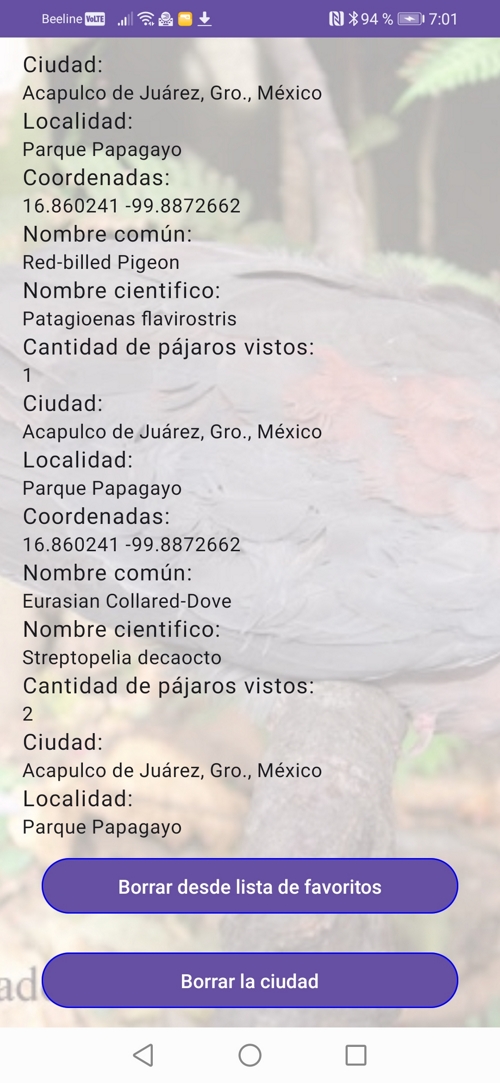 Beeline VoLTE 94 % 7:01
Ciudad:
Acapulco de Juárez, Gro., México
Localidad:
Parque Papagayo
Coordenadas:
16.860241 -99.8872662
Nombre común:
Red-billed Pigeon
Nombre cientifico:
Patagioenas flavirostris
Cantidad de pájaros vistos:
1
Ciudad:
Acapulco de Juárez, Gro., México
Localidad:
Parque Papagayo
Coordenadas:
16.860241 -99.8872662
Nombre común:
Eurasian Collared-Dove
Nombre cientifico:
Streptopelia decaocto
Cantidad de pájaros vistos:
2
Ciudad:
Acapulco de Juárez, Gro., México
Localidad:
Parque Papagayo
Borrar desde lista de favoritos
Borrar la ciudad